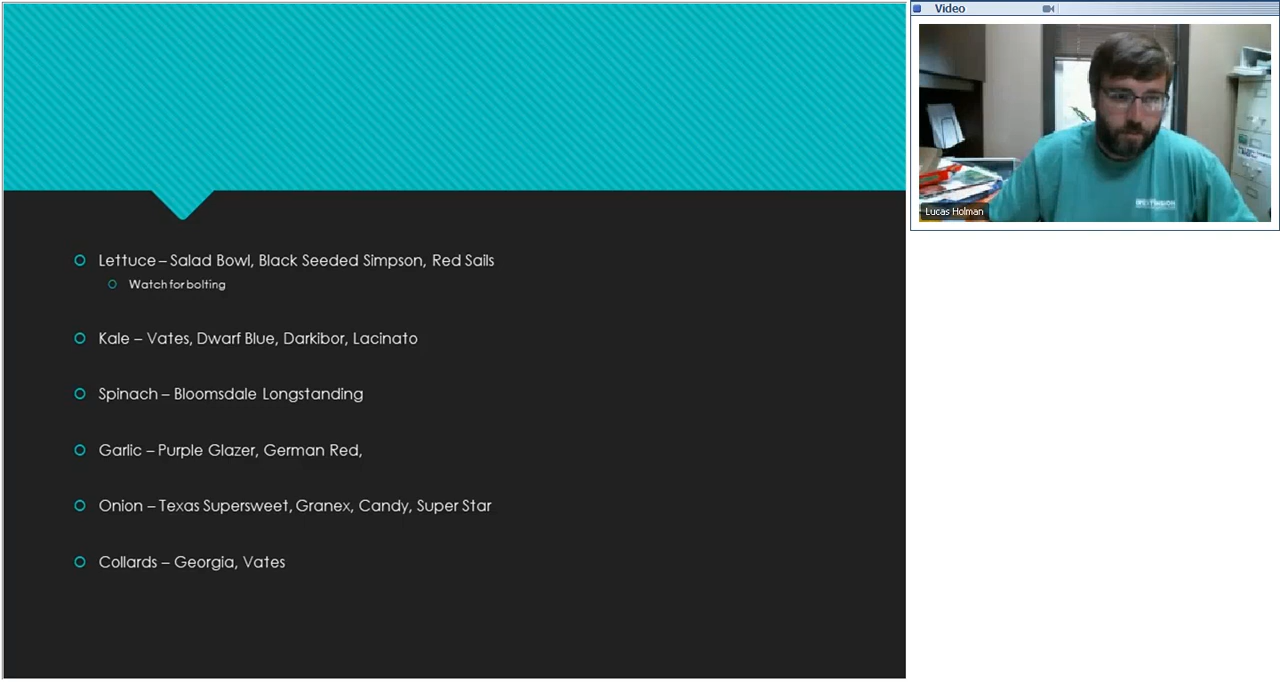 Lettuce – Salad Bowl, Black Seeded Simpson, Red Sails
Watch for bolting
Kale – Vates, Dwarf Blue, Darkibor, Lacinato
Spinach – Bloomsdale Longstanding
Garlic – Purple Glazer, German Red,
Onion – Texas Supersweet, Granex, Candy, Super Star
Collards – Georgia, Vates
Video
Lucas Holman